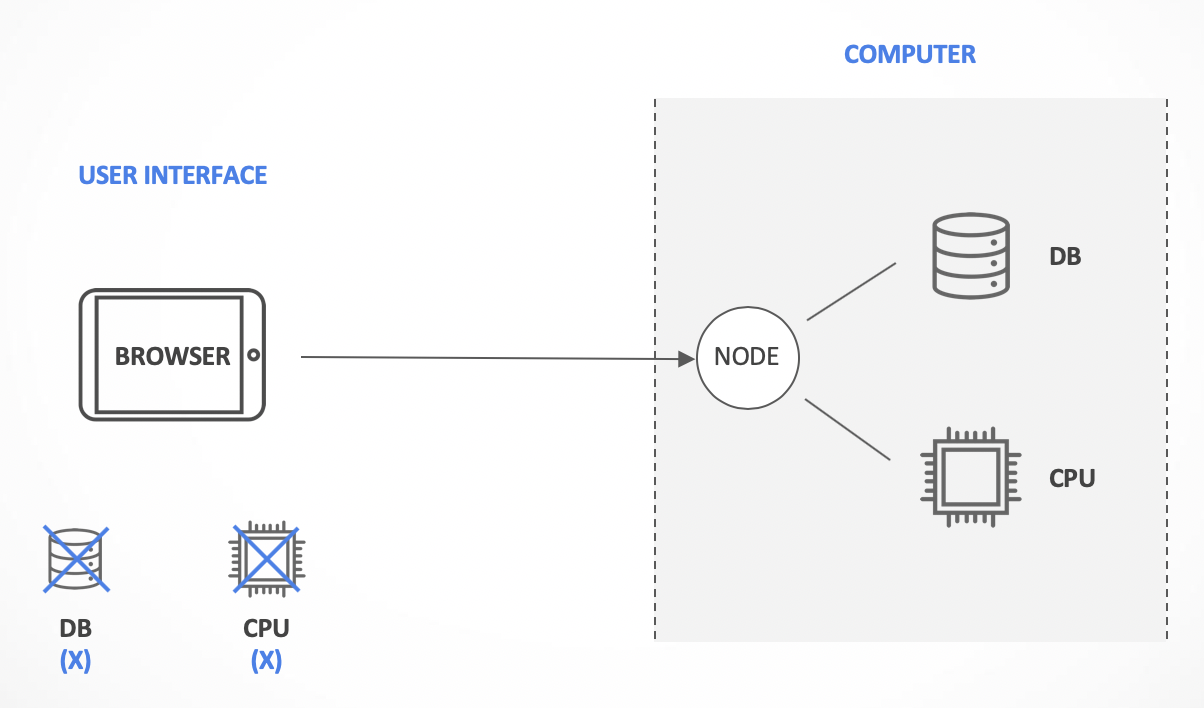 COMPUTER
USER INTERFACE
DB
BROWSER
NODE
CPU
DB
(X)
CPU
(X)